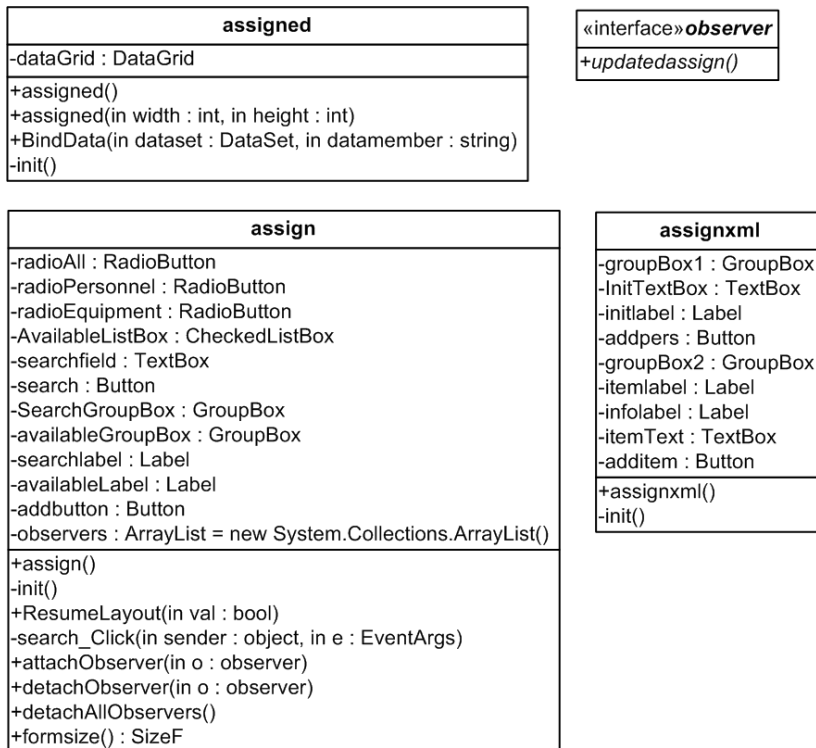 assigned
-dataGrid : DataGrid
+assigned()
+assigned(in width : int, in height : int)
+BindData(in dataset : DataSet, in datamember : string)
-init()
«interface»observer
+updatedassign()
assign
-radioAll : RadioButton
-radioPersonnel : RadioButton
-radioEquipment : RadioButton
-AvailableListBox : CheckedListBox
-searchfield : TextBox
-search : Button
-SearchGroupBox : GroupBox
-availableGroupBox : GroupBox
-searchlabel : Label
-availableLabel : Label
-addbutton : Button
-observers : ArrayList = new System.Collections.ArrayList()
+assign()
-init()
+ResumeLayout(in val : bool)
-search_Click(in sender : object, in e : EventArgs)
+attachObserver(in o : observer)
+detachObserver(in o : observer)
+detachAllObservers()
+formsize() : SizeF
assignxml
-groupBox1 : GroupBox
-InitTextBox : TextBox
-initlabel : Label
-addpers : Button
-groupBox2 : GroupBox
-itemlabel : Label
-infolabel : Label
-itemText : TextBox
-additem : Button
+assignxml()
-init()